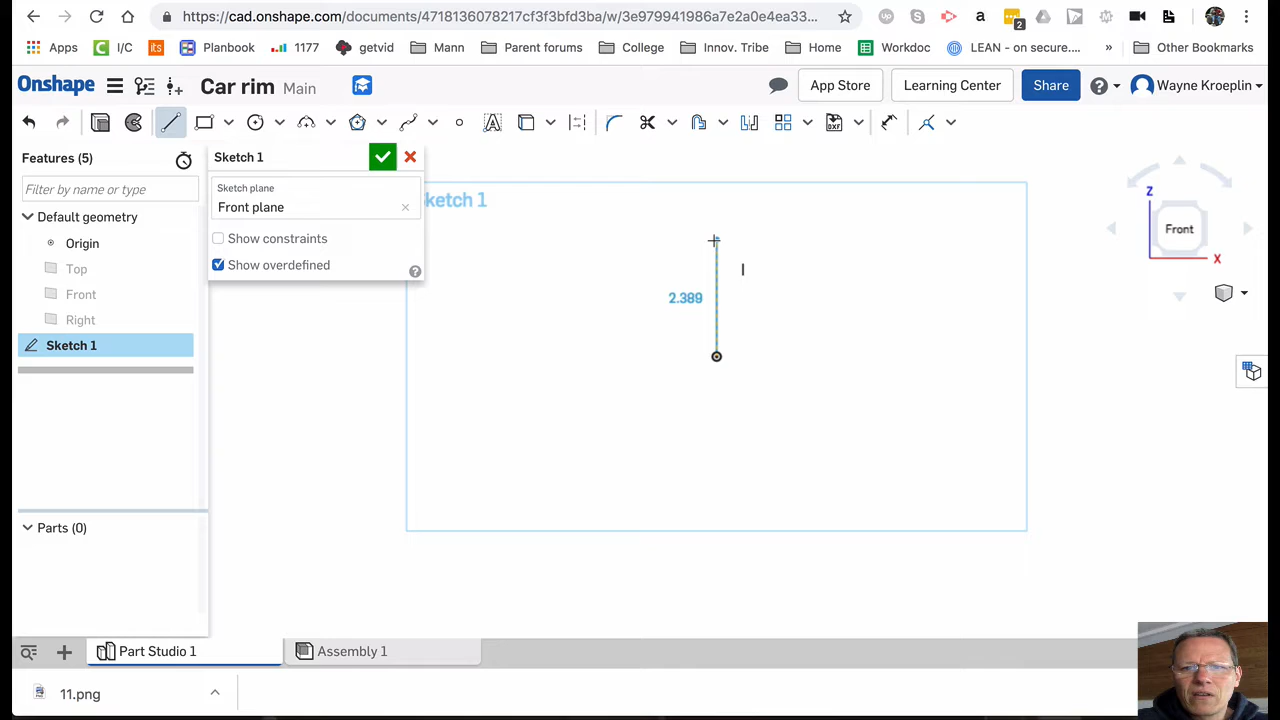 https://cad.onshape.com/documents/4718136078217cf3f3bfd3ba/w/3e979941986a7e2a0e4ea33...
2
Apps I/C its Planbook 1177 getvid Mann Parent forums College Innov. Tribe Home Workdoc LEAN - on secure.... » Other Bookmarks
Onshape Car rim Main App Store Learning Center Share Wayne Kroeplin
DXF
Features (5)
Filter by name or type
Default geometry
Origin
Top
Front
Right
Sketch 1
Parts (0)
Sketch 1
Sketch plane
Front plane
Show constraints
Show overdefined
ketch 1
2.389
Z
Front
X
Part Studio 1 Assembly 1
11.png